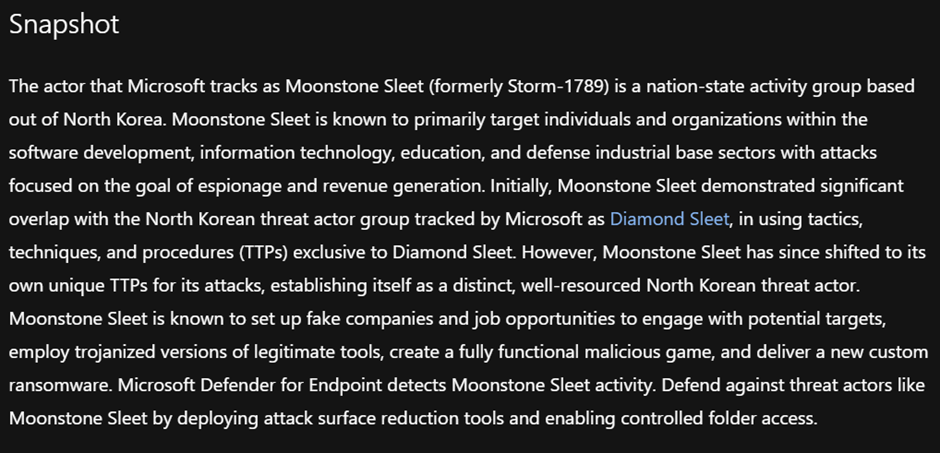 Snapshot
The actor that Microsoft tracks as Moonstone Sleet (formerly Storm-1789) is a nation-state activity group based
out of North Korea. Moonstone Sleet is known to primarily target individuals and organizations within the
software development, information technology, education, and defense industrial base sectors with attacks
focused on the goal of espionage and revenue generation. Initially, Moonstone Sleet demonstrated significant
overlap with the North Korean threat actor group tracked by Microsoft as Diamond Sleet, in using tactics,
techniques, and procedures (TTPs) exclusive to Diamond Sleet. However, Moonstone Sleet has since shifted to its
own unique TTPs for its attacks, establishing itself as a distinct, well-resourced North Korean threat actor.
Moonstone Sleet is known to set up fake companies and job opportunities to engage with potential targets,
employ trojanized versions of legitimate tools, create a fully functional malicious game, and deliver a new custom
ransomware. Microsoft Defender for Endpoint detects Moonstone Sleet activity. Defend against threat actors like
Moonstone Sleet by deploying attack surface reduction tools and enabling controlled folder access.